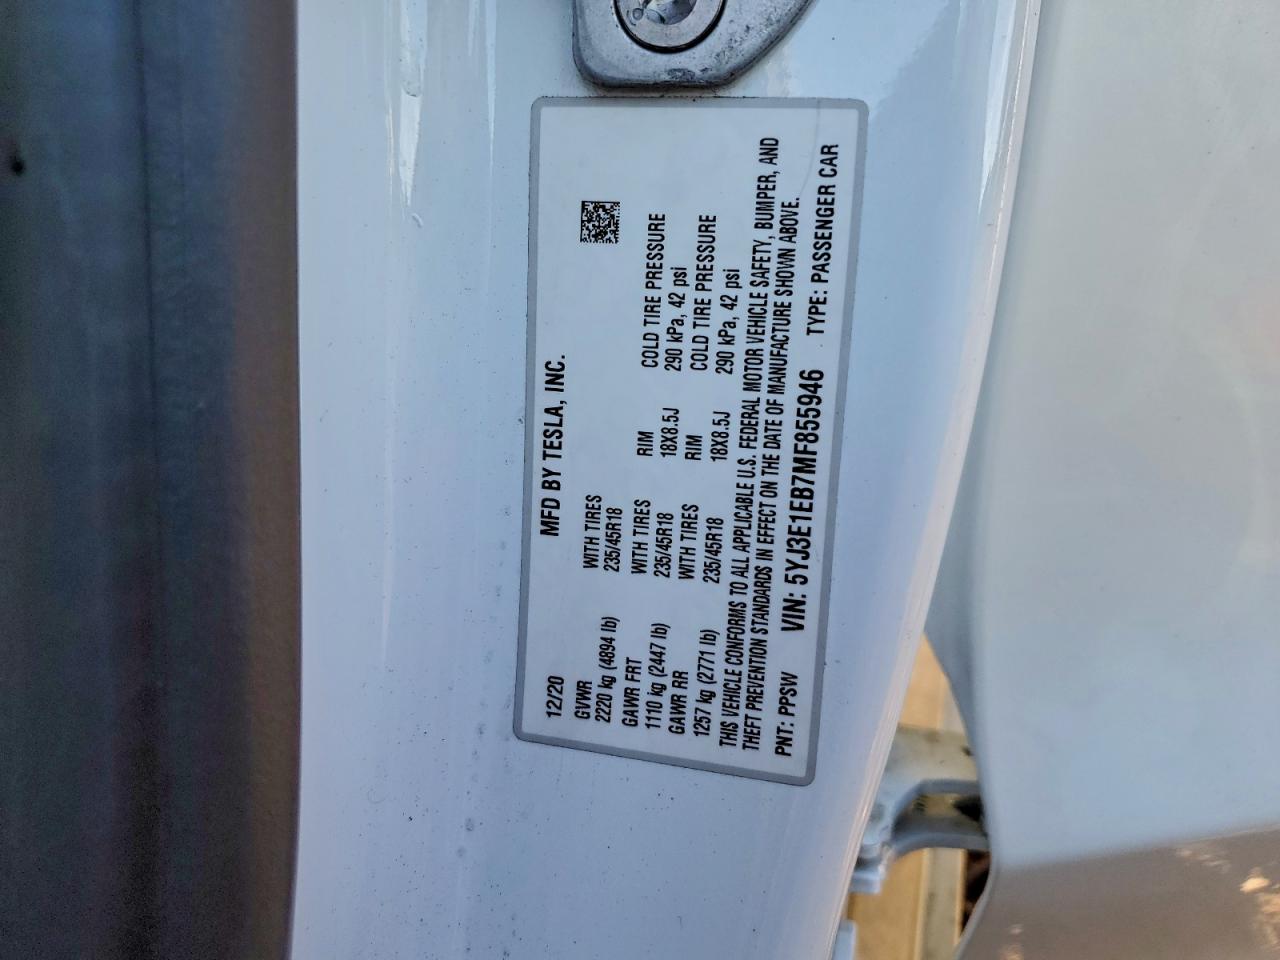 MFD BY TESLA, INC.
12/20
GVWR
2220 kg (4894 lb)
WITH TIRES
235/45R18
GAWR FRT WITH TIRES RIM COLD TIRE PRESSURE
1110 kg (2447 lb) 235/45R18 18X8.5J 290 kPa, 42 psi
GAWR RR WITH TIRES RIM COLD TIRE PRESSURE
1257 kg (2771 lb) 235/45R18 18X8.5J 290 kPa, 42 psi
THIS VEHICLE CONFORMS TO ALL APPLICABLE U.S. FEDERAL MOTOR VEHICLE SAFETY, BUMPER, AND
THEFT PREVENTION STANDARDS IN EFFECT ON THE DATE OF MANUFACTURE SHOWN ABOVE.
PNT: PPSW VIN: 5YJ3E1EB7MF855946 TYPE: PASSENGER CAR